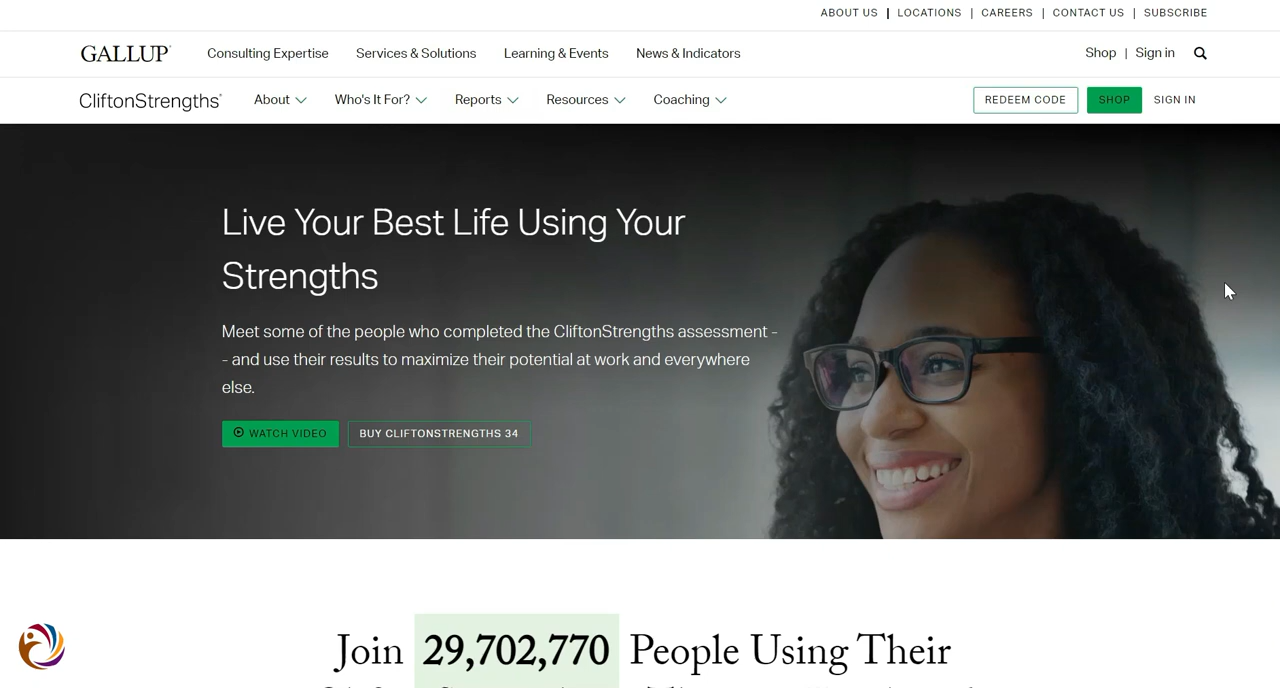 ABOUT US | LOCATIONS | CAREERS | CONTACT US | SUBSCRIBE
GALLUP® Consulting Expertise Services & Solutions Learning & Events News & Indicators Shop | Sign in
CliftonStrengths® About Who's It For? Reports Resources Coaching REDEEM CODE SHOP SIGN IN
Live Your Best Life Using Your
Strengths
Meet some of the people who completed the CliftonStrengths assessment -
- and use their results to maximize their potential at work and everywhere
else.
WATCH VIDEO BUY CLIFTONSTRENGTHS 34
Join 29,702,770 People Using Their